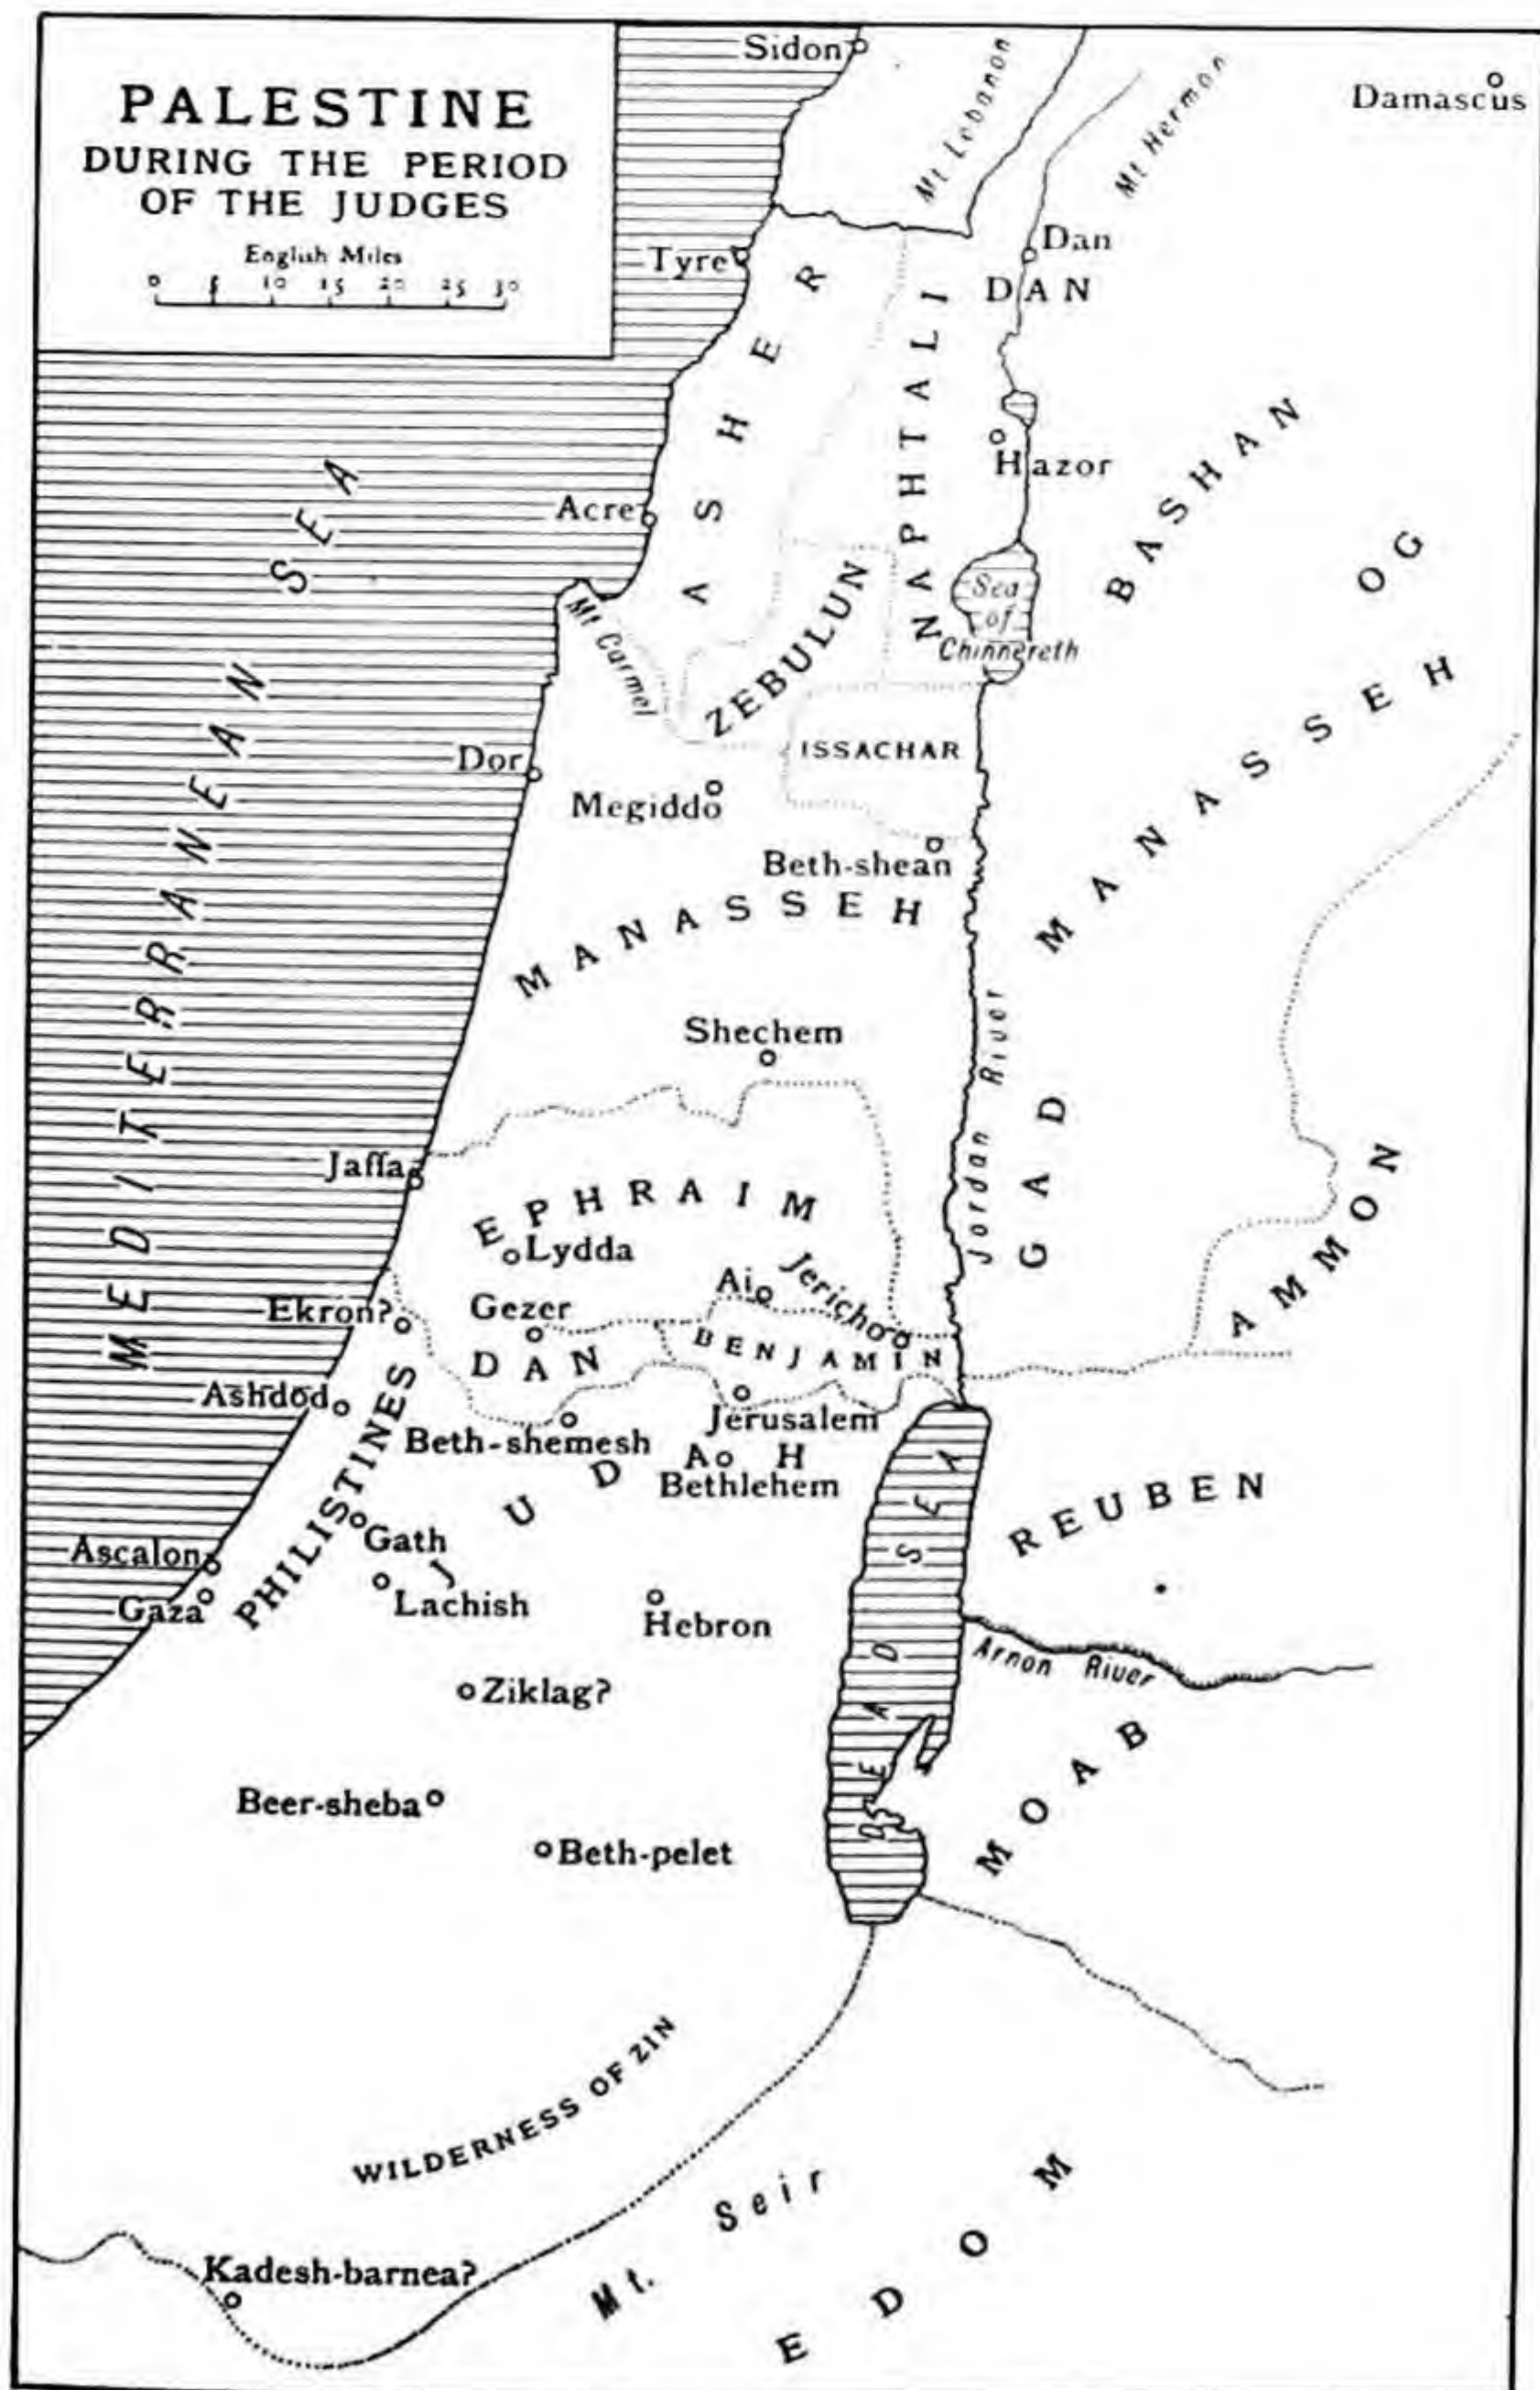 PALESTINE
DURING THE PERIOD
OF THE JUDGES
English Miles
0 5 10 15 20 25 30
Sidon
Mt Lebanon
Mt Hermon
Damascus
Tyre
Dan
DAN
ASHER
NAPHTALI
Hazor
BASHAN
OG
Acre
MEDITERRANEAN SEA
Sea
of
Chinnereth
Mt Carmel
ZEBULUN
ISSACHAR
MANASSEH
Dor
Megiddo
Beth-shean
MANASSEH
Shechem
Jordan River
GAD
Jaffa
EPHRAIM
Lydda
AMMON
Ai
Jericho
Ekron?
Gezer
DAN
BENJAMIN
Ashdod
PHILISTINES
Beth-shemesh
Jerusalem
JUDAH
Bethlehem
DEAD SEA
REUBEN
Gath
Ascalon
Gaza
Lachish
Hebron
Arnon River
Ziklag?
MOAB
Beer-sheba
Beth-pelet
WILDERNESS OF ZIN
Mt. Seir
Kadesh-barnea?
EDOM